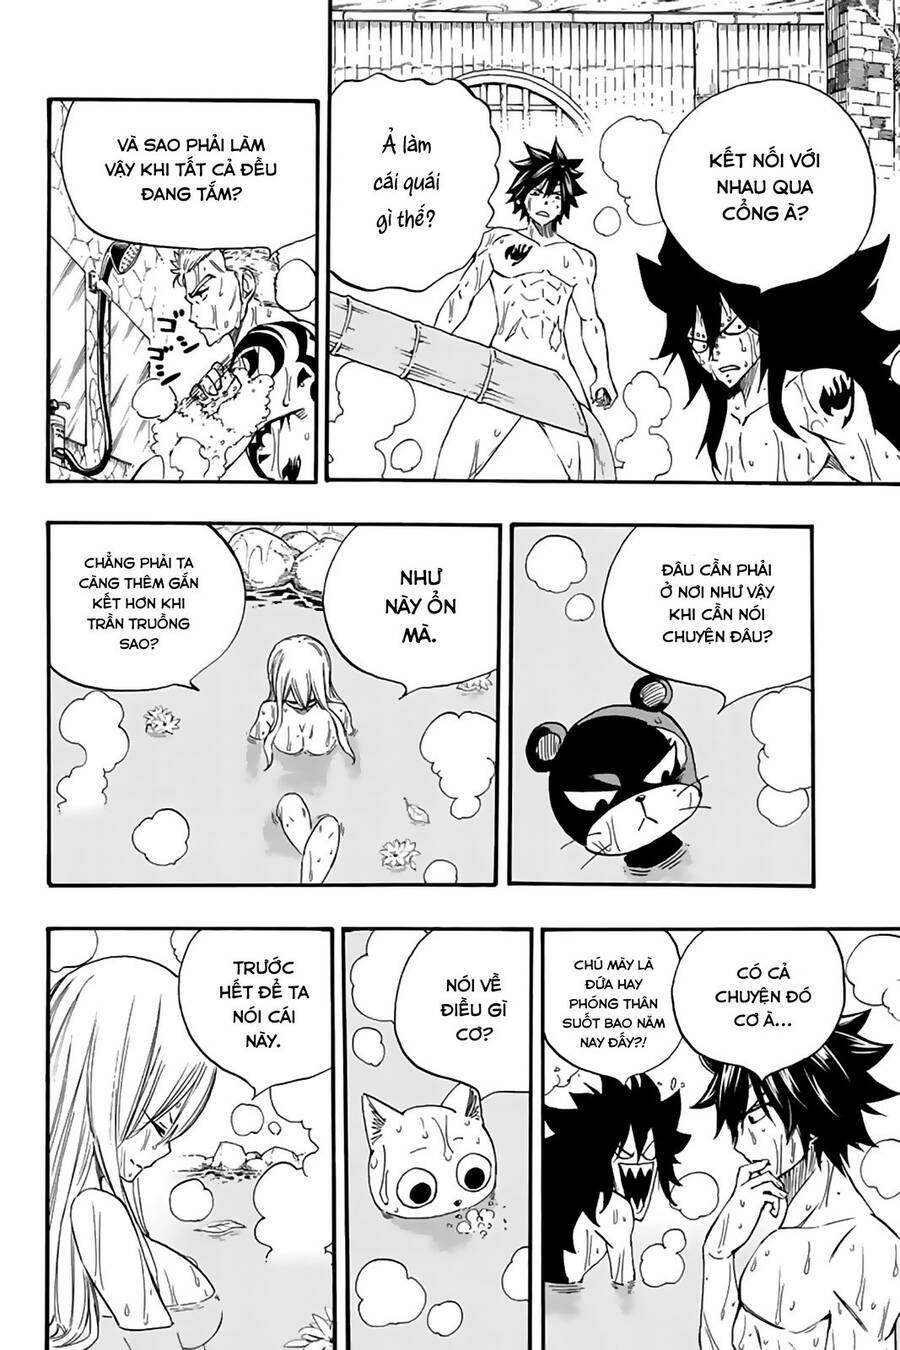 KẾT NỐI VỚI
NHAU QUA
CỔNG À?
Ả làm
cái quái
gì thế?
VÀ SAO PHẢI LÀM
VẬY KHI TẤT CẢ ĐỀU
ĐANG TẮM?
ゴシ
ゴシ
ĐÂU CẦN PHẢI
Ở NƠI NHƯ VẬY
KHI CẦN NÓI
CHUYỆN ĐÂU?
NHƯ
NÀY ỔN
MÀ.
CHẲNG PHẢI TA
CÀNG THÊM GẮN
KẾT HƠN KHI
TRẦN TRUỒNG
SAO?
CÓ CẢ
CHUYỆN ĐÓ
CƠ À...
CHÚ MÀY LÀ
ĐỨA HAY
PHÓNG THÂN
SUỐT BAO NĂM
NAY ĐẤY?!
NÓI VỀ
ĐIỀU GÌ
CƠ?
TRƯỚC
HẾT ĐỂ TA
NÓI CÁI
NÀY.